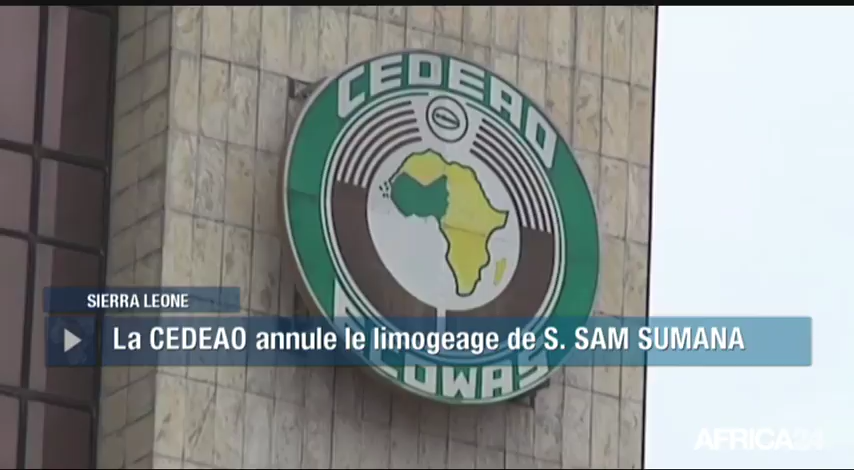 CEDEAO
SIERRA LEONE
La CEDEAO annule le limogeage de S. SAM SUMANA
ECOWAS
AFRICA24